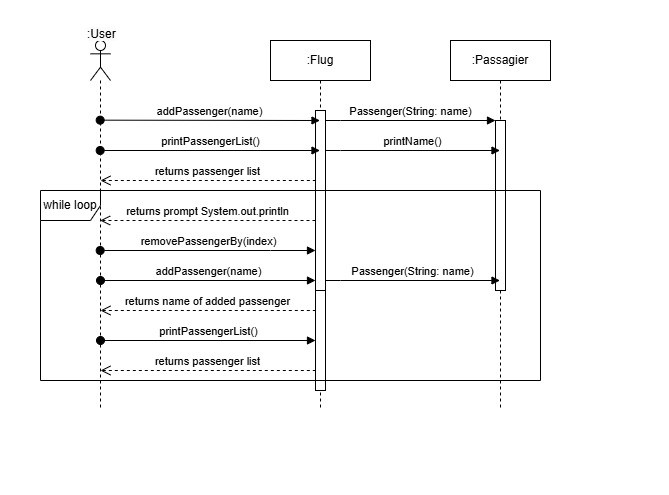 :User
:Flug
:Passagier
addPassenger(name)
Passenger(String: name)
printPassengerList()
printName()
returns passenger list
while loop
returns prompt System.out.println
removePassengerBy(index)
addPassenger(name)
Passenger(String: name)
returns name of added passenger
printPassengerList()
returns passenger list